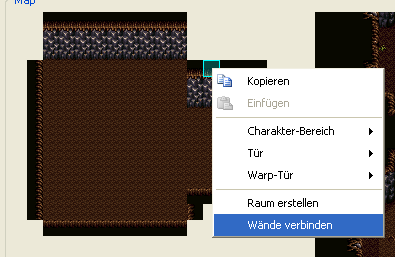 Map
Kopieren
Einfügen
Charakter-Bereich
Tür
Warp-Tür
Raum erstellen
Wände verbinden